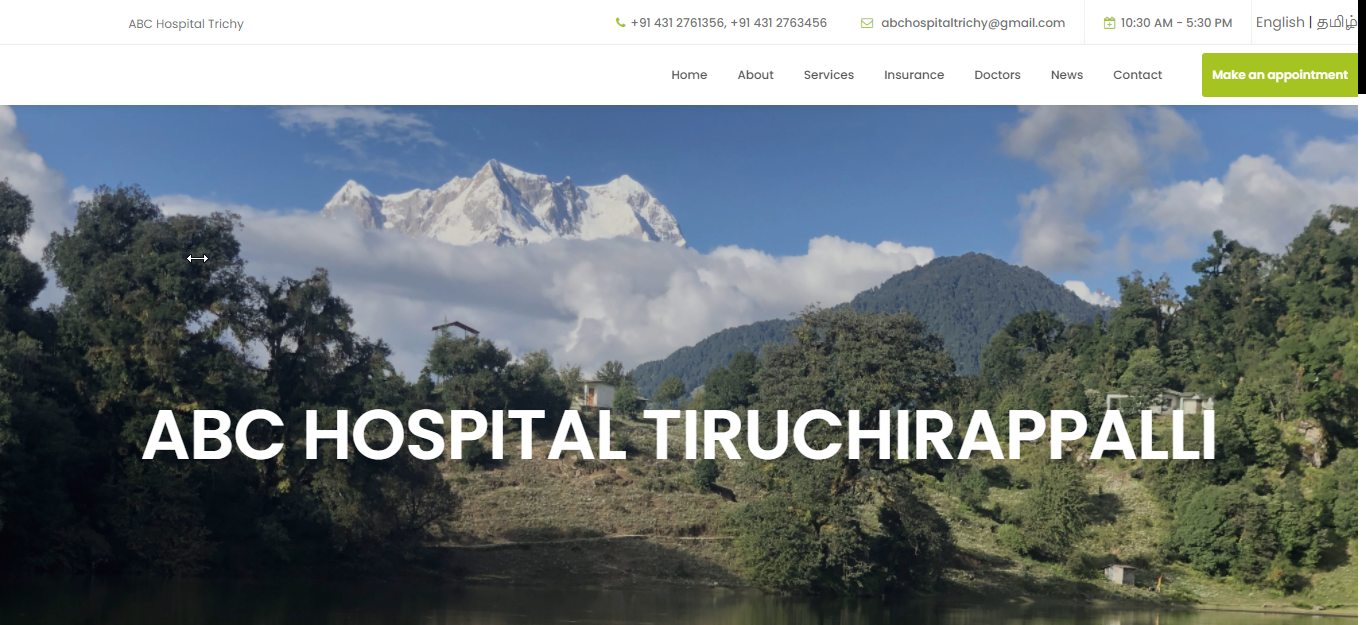 ABC Hospital Trichy
+91 431 2761356, +91 431 2763456
abchospitaltrichy@gmail.com
10:30 AM - 5:30 PM
English | தமிழ்
Home About Services Insurance Doctors News Contact Make an appointment
ABC HOSPITAL TIRUCHIRAPPALLI